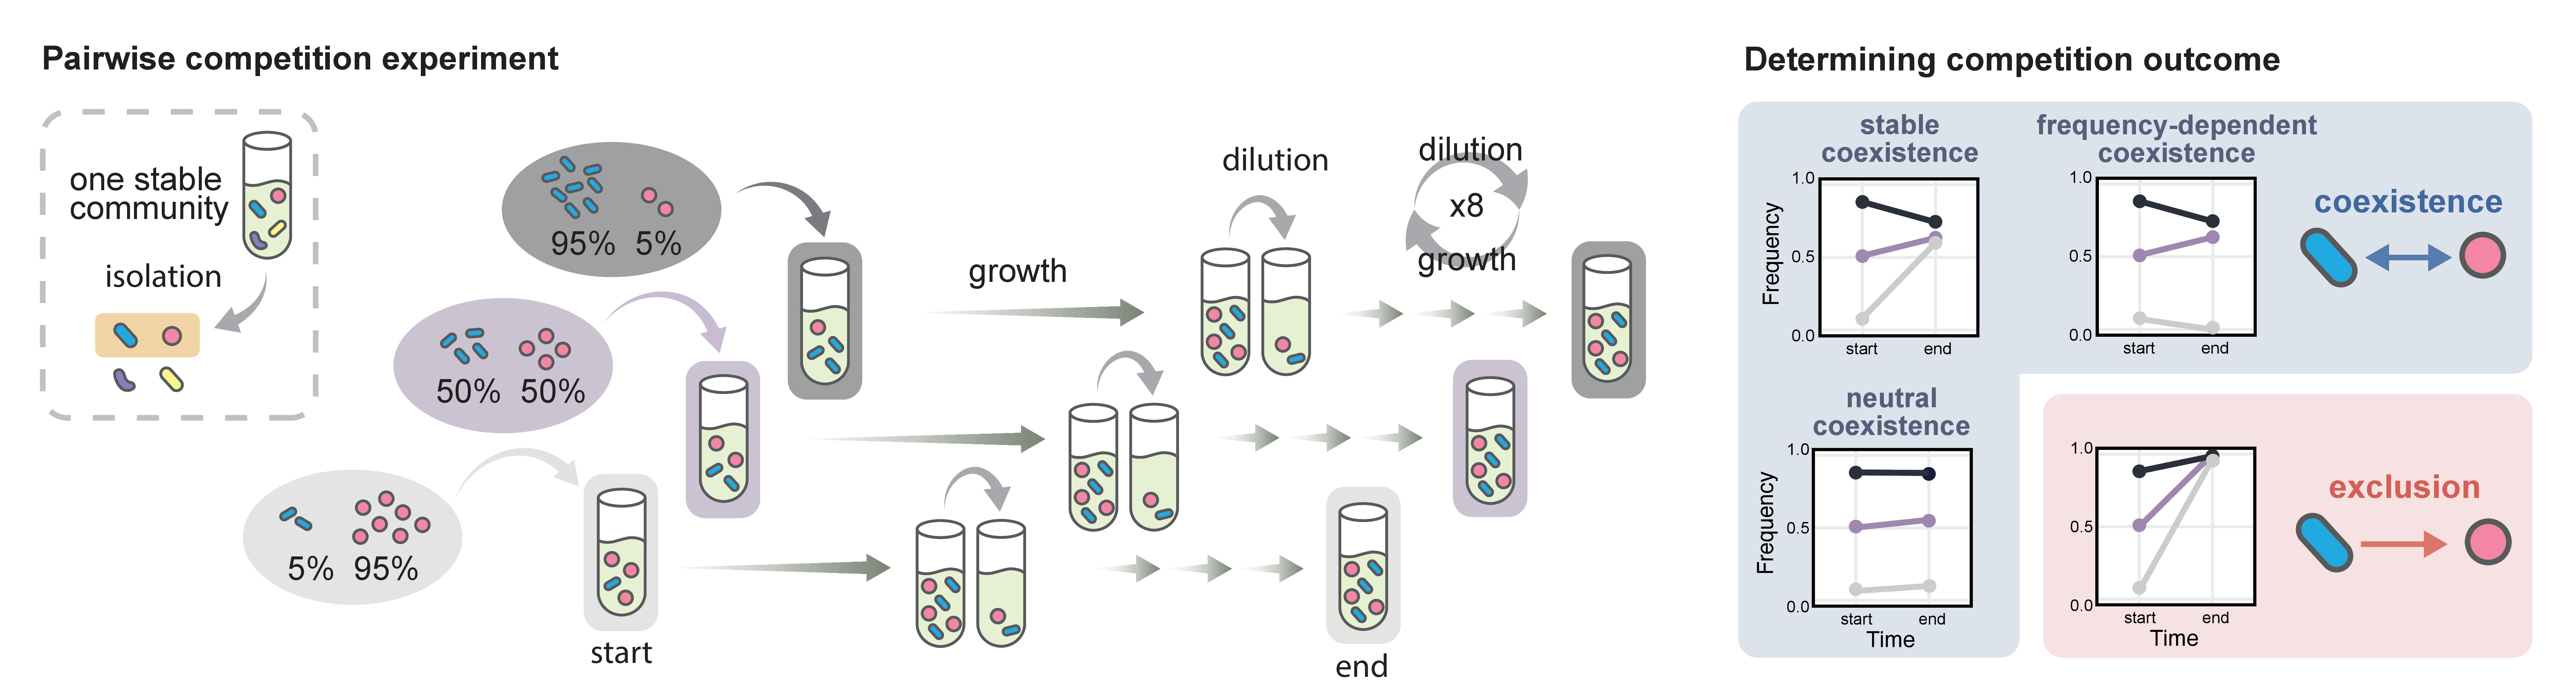 Pairwise competition experiment
one stable
community
isolation
95% 5%
50% 50%
5% 95%
start
growth
dilution
dilution
x8
growth
end
Determining competition outcome
stable
coexistence
Frequency
1.0
0.5
0.0
start end
frequency-dependent
coexistence
1.0
0.5
0.0
start end
coexistence
neutral
coexistence
Frequency
1.0
0.5
0.0
start end
Time
1.0
0.5
0.0
start end
Time
exclusion